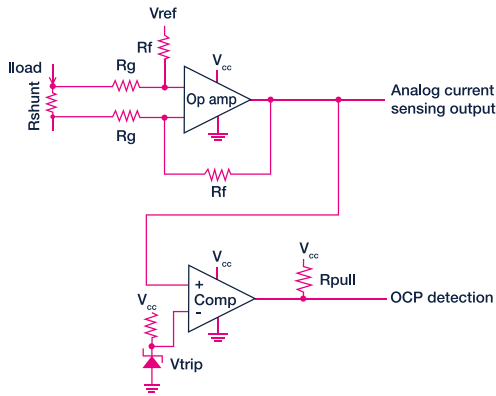 Vref
Rf
Vcc
Iload
Rg
Op amp
Analog current
sensing output
Rshunt
Rg
Rf
Vcc
Vcc
Rpull
+
Comp
-
OCP detection
Vcc
Vtrip